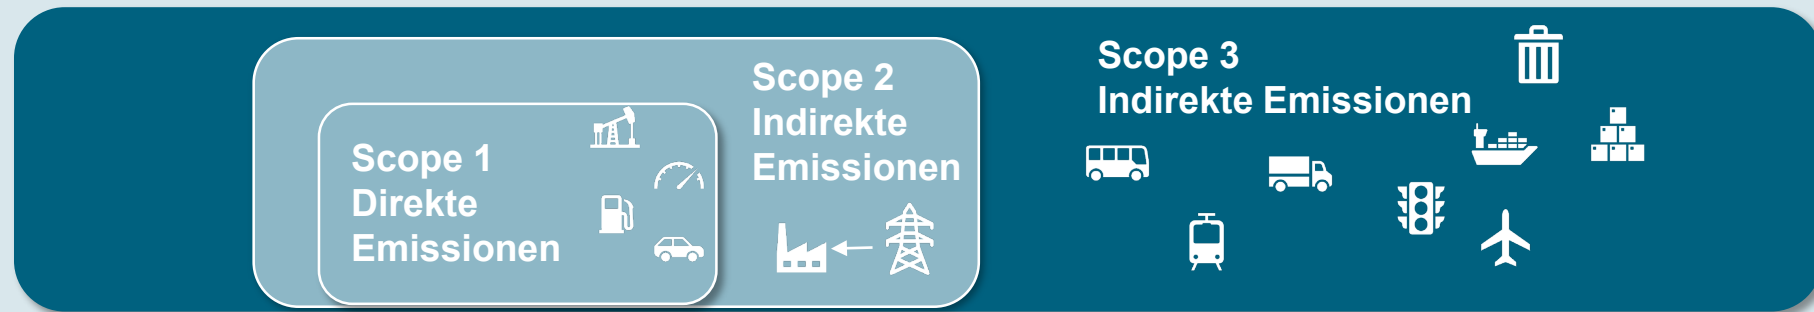 Scope 1
Direkte
Emissionen
Scope 2
Indirekte
Emissionen
Scope 3
Indirekte Emissionen